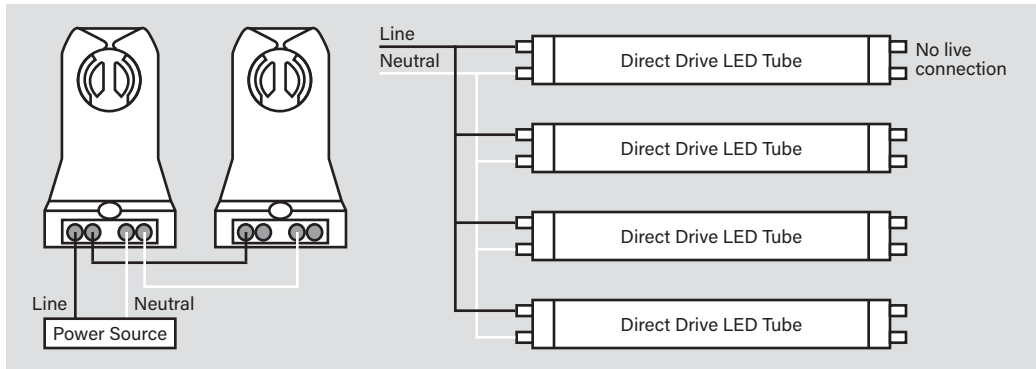 Line
Neutral
Power Source
Line
Neutral
Direct Drive LED Tube
No live
connection
Direct Drive LED Tube
Direct Drive LED Tube
Direct Drive LED Tube